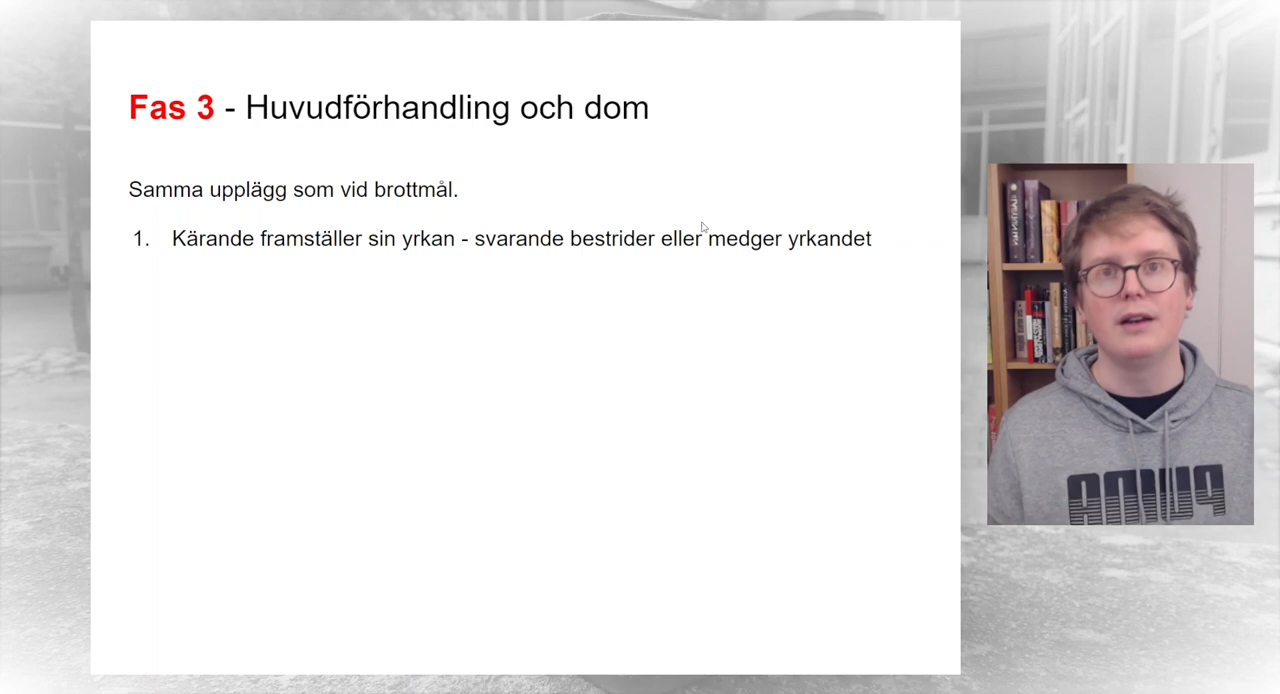 Fas 3 - Huvudförhandling och dom
Samma upplägg som vid brottmål.
1. Kärande framställer sin yrkan - svarande bestrider eller medger yrkandet